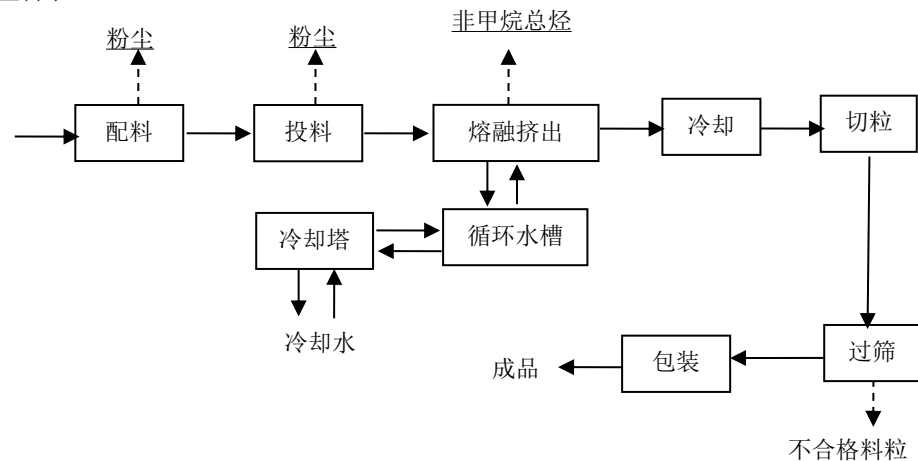 粉尘
粉尘
非甲烷总烃
配料
投料
熔融挤出
冷却
切粒
冷却塔
循环水槽
冷却水
成品
包装
过筛
不合格料粒